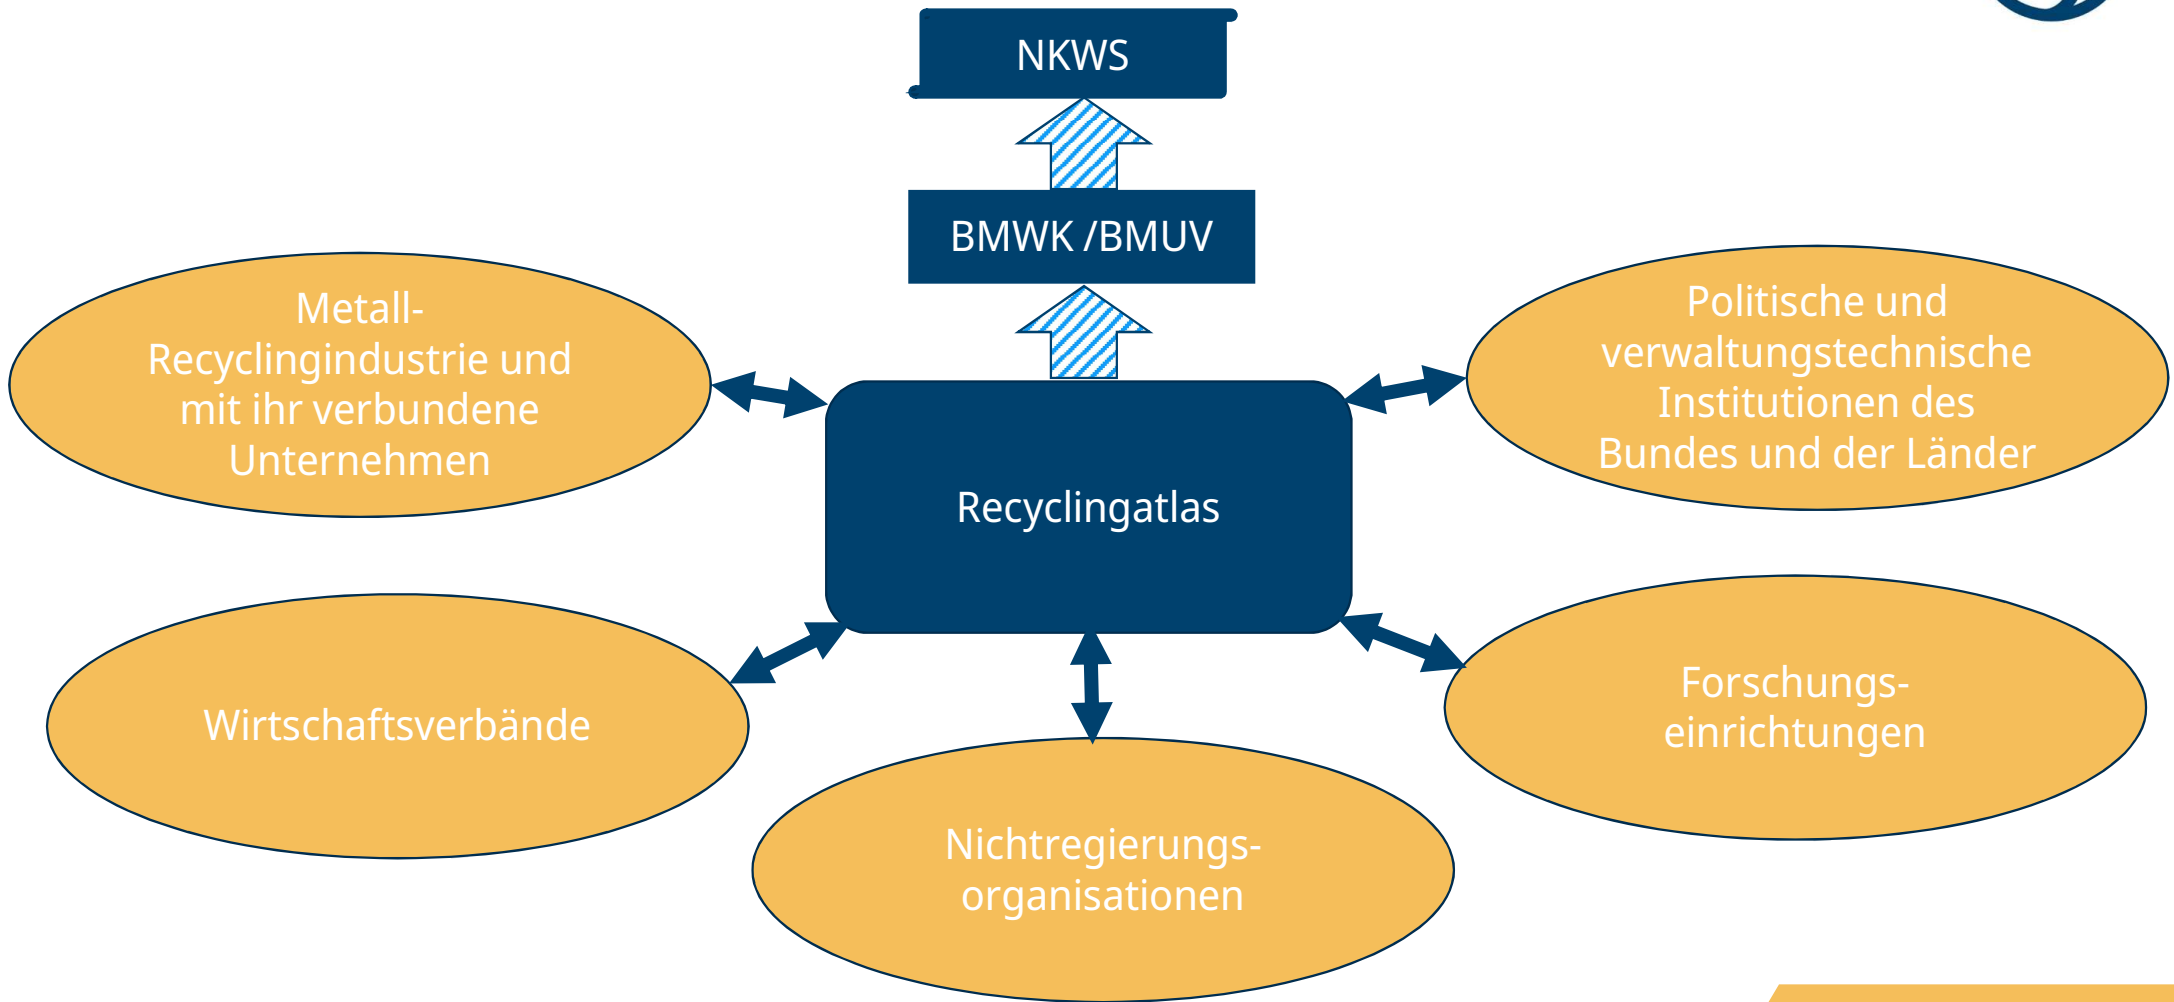 NKWS
BMWK /BMUV
Metall-
Recyclingindustrie und
mit ihr verbundene
Unternehmen
Politische und
verwaltungstechnische
Institutionen des
Bundes und der Länder
Recyclingatlas
Wirtschaftsverbände
Forschungs-
einrichtungen
Nichtregierungs-
organisationen